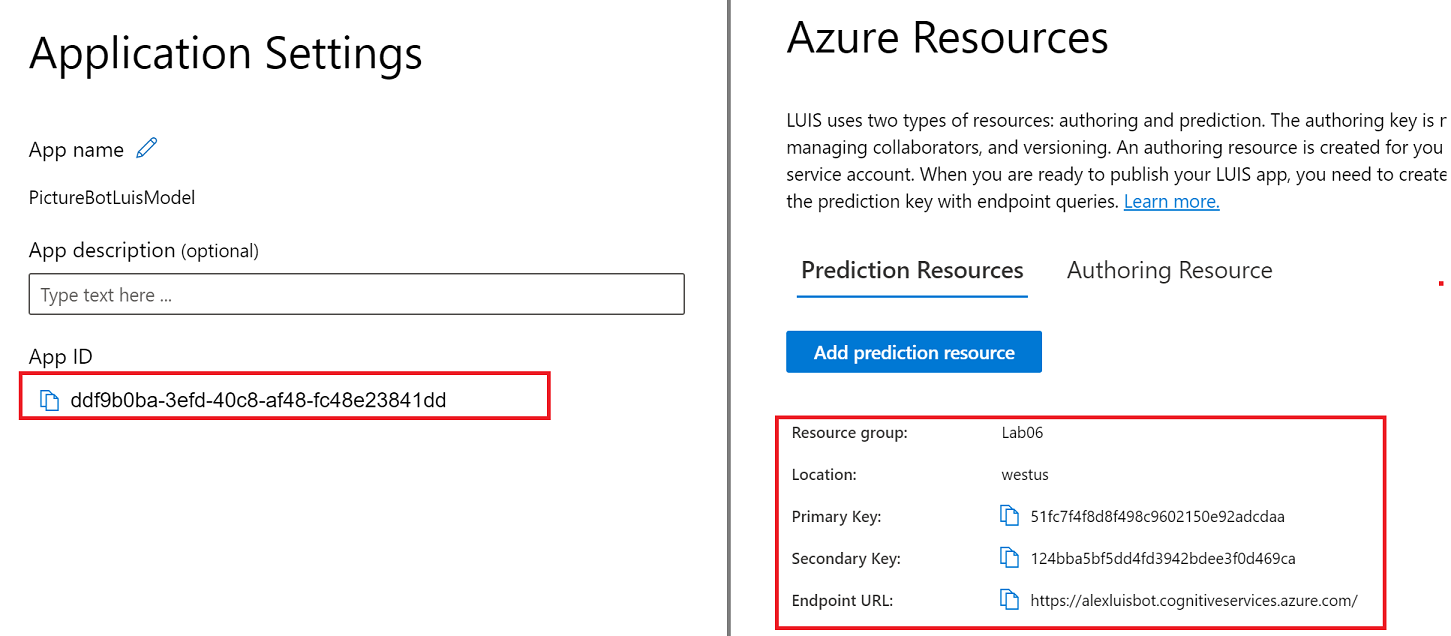 Application Settings
App name
PictureBotLuisModel
App description (optional)
Type text here ...
App ID
ddf9b0ba-3efd-40c8-af48-fc48e23841dd
Azure Resources
LUIS uses two types of resources: authoring and prediction. The authoring key is
managing collaborators, and versioning. An authoring resource is created for you
service account. When you are ready to publish your LUIS app, you need to create
the prediction key with endpoint queries. Learn more.
Prediction Resources Authoring Resource
Add prediction resource
Resource group: Lab06
Location: westus
Primary Key: 51fc7f4f8d8f498c9602150e92adcdaa
Secondary Key: 124bba5bf5dd4fd3942bdee3f0d469ca
Endpoint URL: https://alexluisbot.cognitiveservices.azure.com/